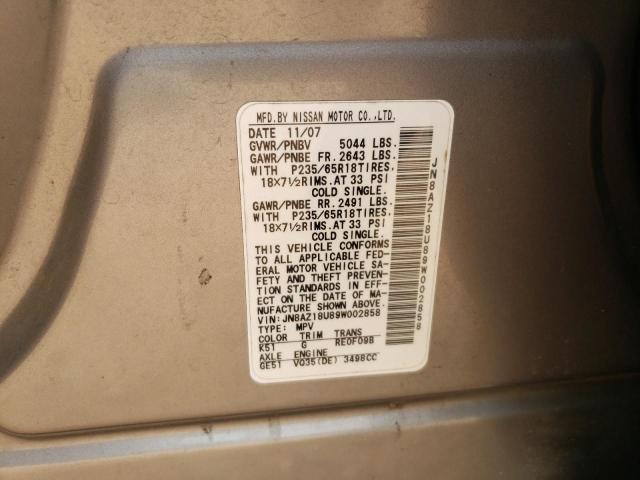 MFD.BY NISSAN MOTOR CO.,LTD.
DATE 11/07
GVWR/PNBV 5044 LBS.
GAWR/PNBE FR. 2643 LBS.
WITH P235/65R18TIRES.
18X7½RIMS.AT 33 PSI
COLD SINGLE.
GAWR/PNBE RR. 2491 LBS.
WITH P235/65R18TIRES.
18X7½RIMS.AT 33 PSI
COLD SINGLE.
THIS VEHICLE CONFORMS
TO ALL APPLICABLE FED-
ERAL MOTOR VEHICLE SA-
FETY AND THEFT PREVEN-
TION STANDARDS IN EFF-
ECT ON THE DATE OF MA-
NUFACTURE SHOWN ABOVE.
VIN:JN8AZ18U89W002858
TYPE: MPV
COLOR TRIM TRANS
K51 G RE0F09B
AXLE ENGINE
GE51 VQ35(DE) 3498CC
JN8AZ18U89W002858